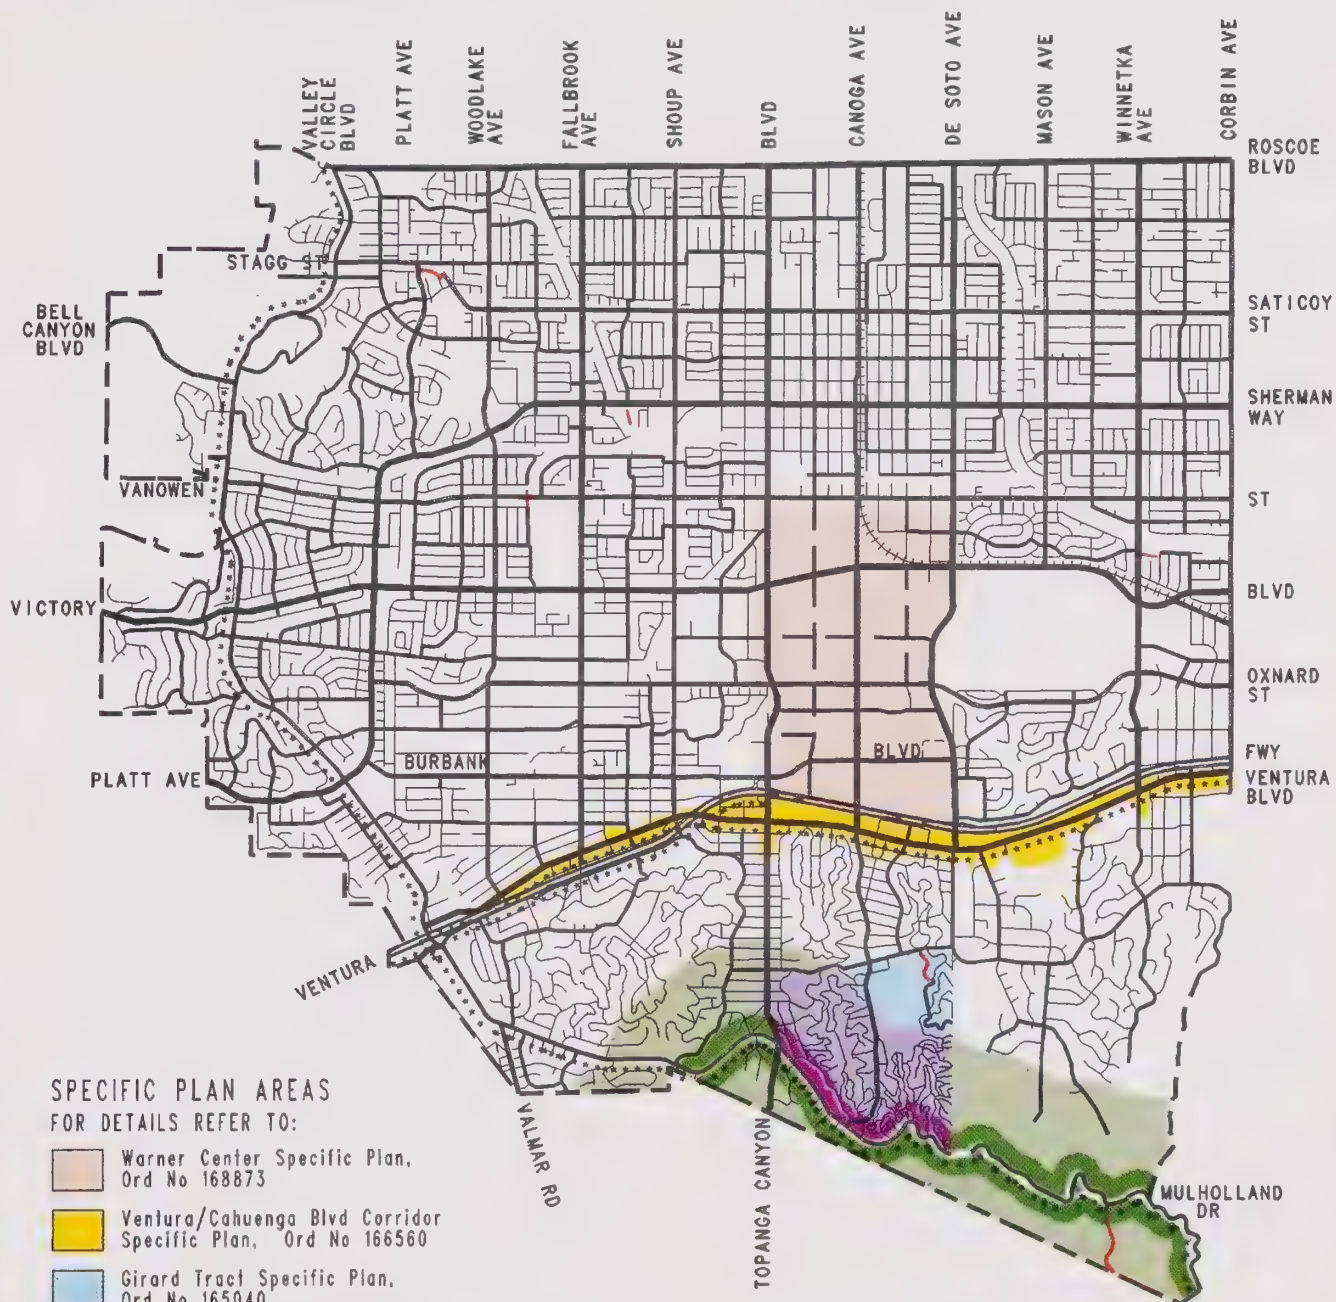 VALLEY
CIRCLE
BLVD
PLATT AVE
WOODLAKE
AVE
FALLBROOK
AVE
SHOUP AVE
BLVD
CANOGA AVE
DE SOTO AVE
MASON AVE
WINNETKA
AVE
CORBIN AVE
ROSCOE
BLVD
STAGG ST
BELL
CANYON
BLVD
SATICOY
ST
SHERMAN
WAY
VANOWEN
ST
VICTORY
BLVD
OXNARD
ST
PLATT AVE
BURBANK
BLVD
FWY
VENTURA
BLVD
VENTURA
VALMAR RD
TOPANGA CANYON
MULHOLLAND
DR
SPECIFIC PLAN AREAS
FOR DETAILS REFER TO:
Warner Center Specific Plan,
Ord No 168873
Ventura/Cahuenga Blvd Corridor
Specific Plan, Ord No 166560
Girard Tract Specific Plan,
Ord No 165940